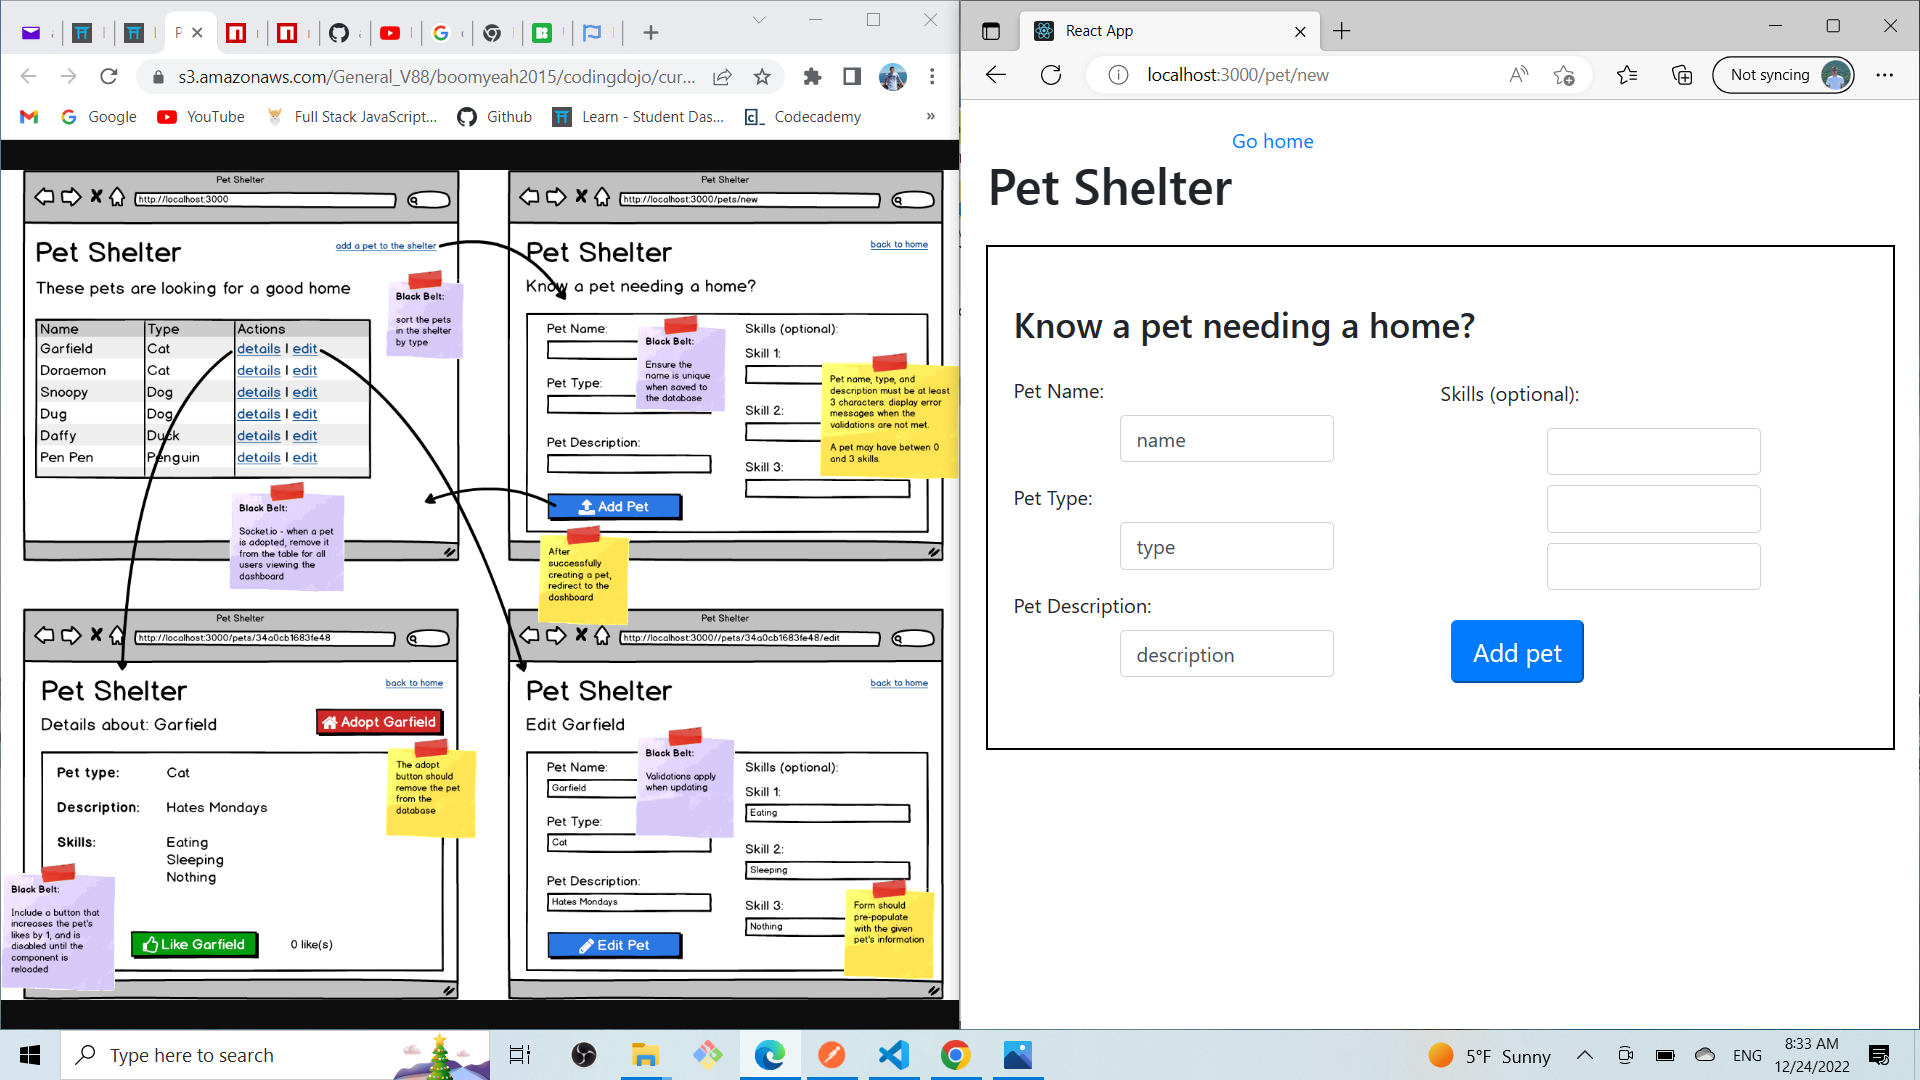 s3.amazonaws.com/General_V88/boomyeah2015/codingdojo/cur...
Google
YouTube
Full Stack JavaScript...
Github
Learn - Student Das...
Codecademy
»
Pet Shelter
http://localhost:3000
Pet Shelter
add a pet to the shelter
These pets are looking for a good home
Name Type Actions
Garfield Cat details | edit
Doraemon Cat details | edit
Snoopy Dog details | edit
Dug Dog details | edit
Daffy Duck details | edit
Pen Pen Penguin details | edit
Black Belt:
sort the pets
in the shelter
by type
Black Belt:
Socket.io - when a pet
is adopted, remove it
from the table for all
users viewing the
dashboard
Pet Shelter
http://localhost:3000/pets/new
Pet Shelter
back to home
Know a pet needing a home?
Pet Name:
Pet Type:
Pet Description:
Add Pet
Black Belt:
Ensure the
name is unique
when saved to
the database
Skills (optional):
Skill 1:
Skill 2:
Skill 3:
Pet name, type, and
description must be at least
3 characters. display error
messages when the
validations are not met.
A pet may have betwen 0
and 3 skills.
After
successfully
creating a pet,
redirect to the
dashboard
Pet Shelter
http://localhost:3000/pets/34a0cb1683fe48
Pet Shelter
back to home
Details about: Garfield
Adopt Garfield
Pet type: Cat
Description: Hates Mondays
Skills: Eating
Sleeping
Nothing
The adopt
button should
remove the pet
from the
database
Black Belt:
Include a button that
increases the pet's
likes by 1, and is
disabled until the
component is
reloaded
Like Garfield
0 like(s)
Pet Shelter
http://localhost:3000//pets/34a0cb1683fe48/edit
Pet Shelter
back to home
Edit Garfield
Pet Name:
Garfield
Pet Type:
Cat
Pet Description:
Hates Mondays
Edit Pet
Black Belt:
Validations apply
when updating
Skills (optional):
Skill 1:
Eating
Skill 2:
Sleeping
Skill 3:
Nothing
Form should
pre-populate
with the given
pet's information
React App
localhost:3000/pet/new
Not syncing
Go home
Pet Shelter
Know a pet needing a home?
Pet Name:
name
Pet Type:
type
Pet Description:
description
Skills (optional):
Add pet
Type here to search
5°F Sunny
ENG
8:33 AM
12/24/2022